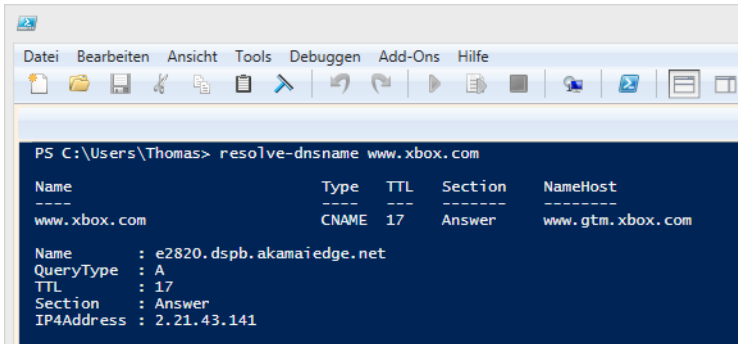 Datei Bearbeiten Ansicht Tools Debuggen Add-Ons Hilfe
PS C:\Users\Thomas> resolve-dnsname www.xbox.com
Name Type TTL Section NameHost
---- ---- --- ------- --------
www.xbox.com CNAME 17 Answer www.gtm.xbox.com
Name : e2820.dspb.akamaiedge.net
QueryType : A
TTL : 17
Section : Answer
IP4Address : 2.21.43.141